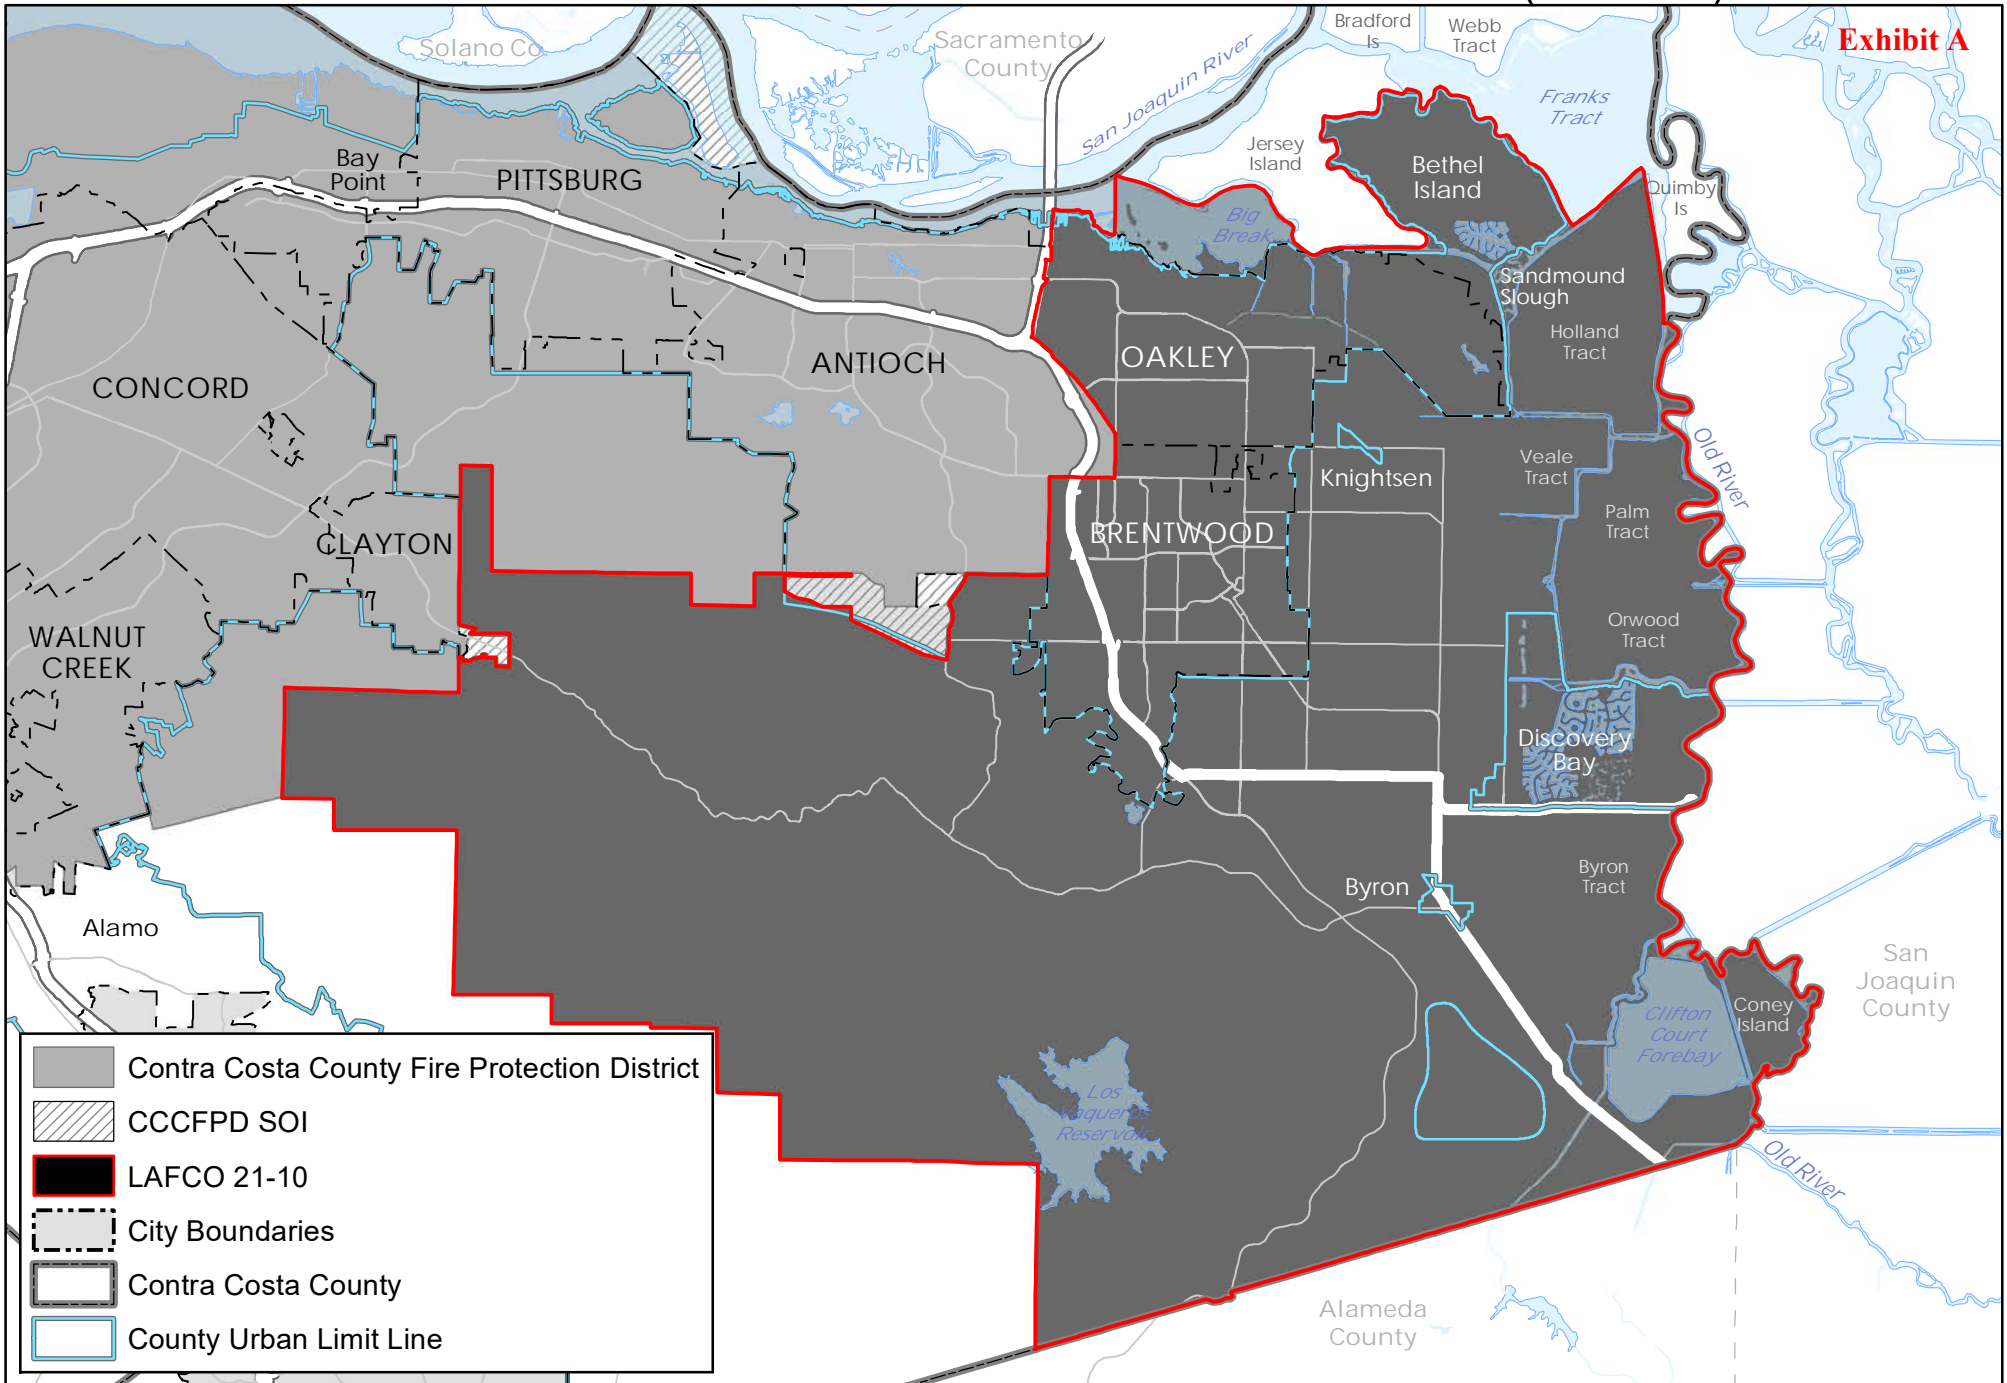 Exhibit A
Solano Co
Sacramento
County
San Joaquin River
Bradford
Is
Webb
Tract
Franks
Tract
Jersey
Island
Bethel
Island
Quimby
Is
Bay
Point
PITTSBURG
Big
Break
Sandmound
Slough
Holland
Tract
CONCORD
ANTIOCH
OAKLEY
Old River
Veale
Tract
Knightsen
Palm
Tract
CLAYTON
BRENTWOOD
WALNUT
CREEK
Orwood
Tract
Discovery
Bay
Byron
Tract
Byron
Alamo
San
Joaquin
County
Clifton
Court
Forebay
Coney
Island
Los
Vaqueros
Reservoir
Old River
Alameda
County
Contra Costa County Fire Protection District
CCCFPD SOI
LAFCO 21-10
City Boundaries
Contra Costa County
County Urban Limit Line